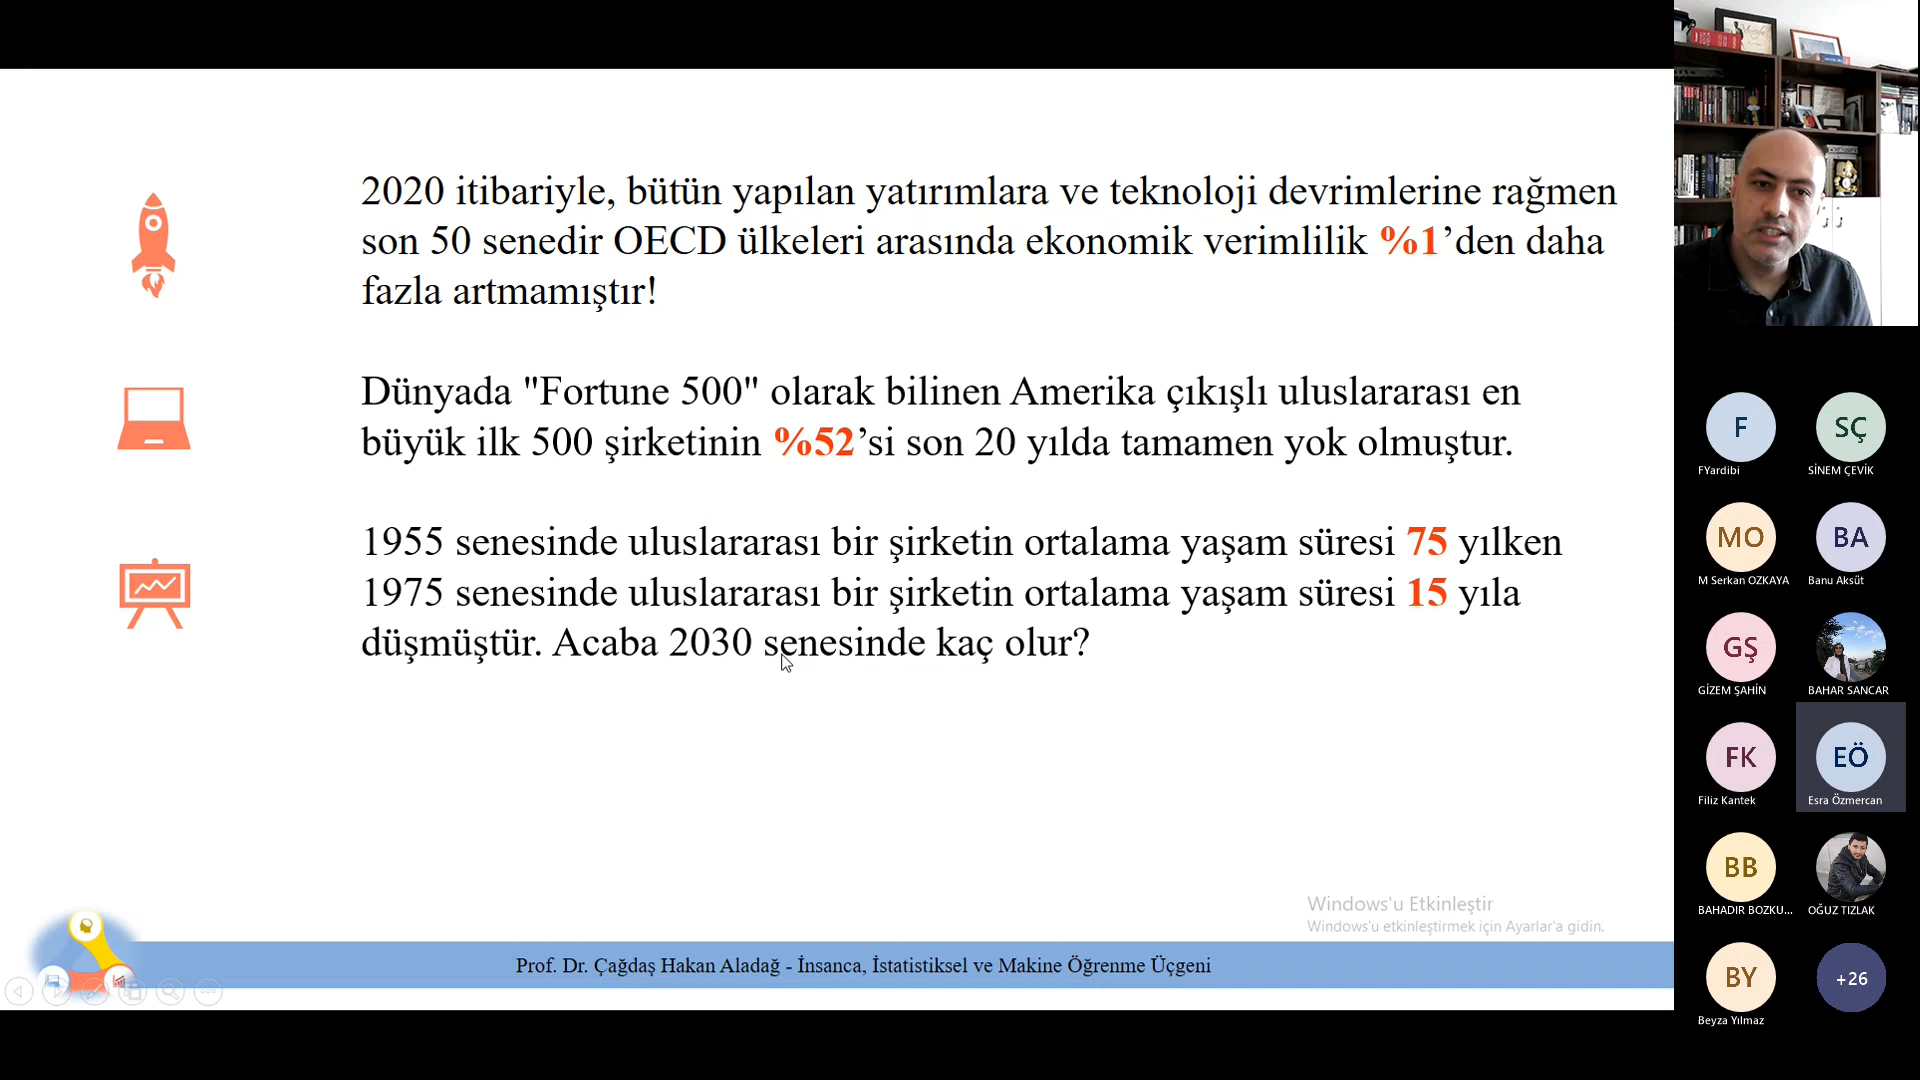 2020 itibariyle, bütün yapılan yatırımlara ve teknoloji devrimlerine rağmen
son 50 senedir OECD ülkeleri arasında ekonomik verimlilik %1’den daha
fazla artmamıştır!
Dünyada "Fortune 500" olarak bilinen Amerika çıkışlı uluslararası en
büyük ilk 500 şirketinin %52’si son 20 yılda tamamen yok olmuştur.
1955 senesinde uluslararası bir şirketin ortalama yaşam süresi 75 yılken
1975 senesinde uluslararası bir şirketin ortalama yaşam süresi 15 yıla
düşmüştür. Acaba 2030 senesinde kaç olur?
Windows'u Etkinleştir
Windows'u etkinleştirmek için Ayarlar'a gidin.
Prof. Dr. Çağdaş Hakan Aladağ - İnsanca, İstatistiksel ve Makine Öğrenme Üçgeni
F
FYardibi
SÇ
SİNEM ÇEVİK
MO
M Serkan OZKAYA
BA
Banu Aksüt
GŞ
GİZEM ŞAHİN
BAHAR SANCAR
FK
Filiz Kantek
EÖ
Esra Özmercan
BB
BAHADIR BOZKU...
OĞUZ TIZLAK
BY
Beyza Yılmaz
+26